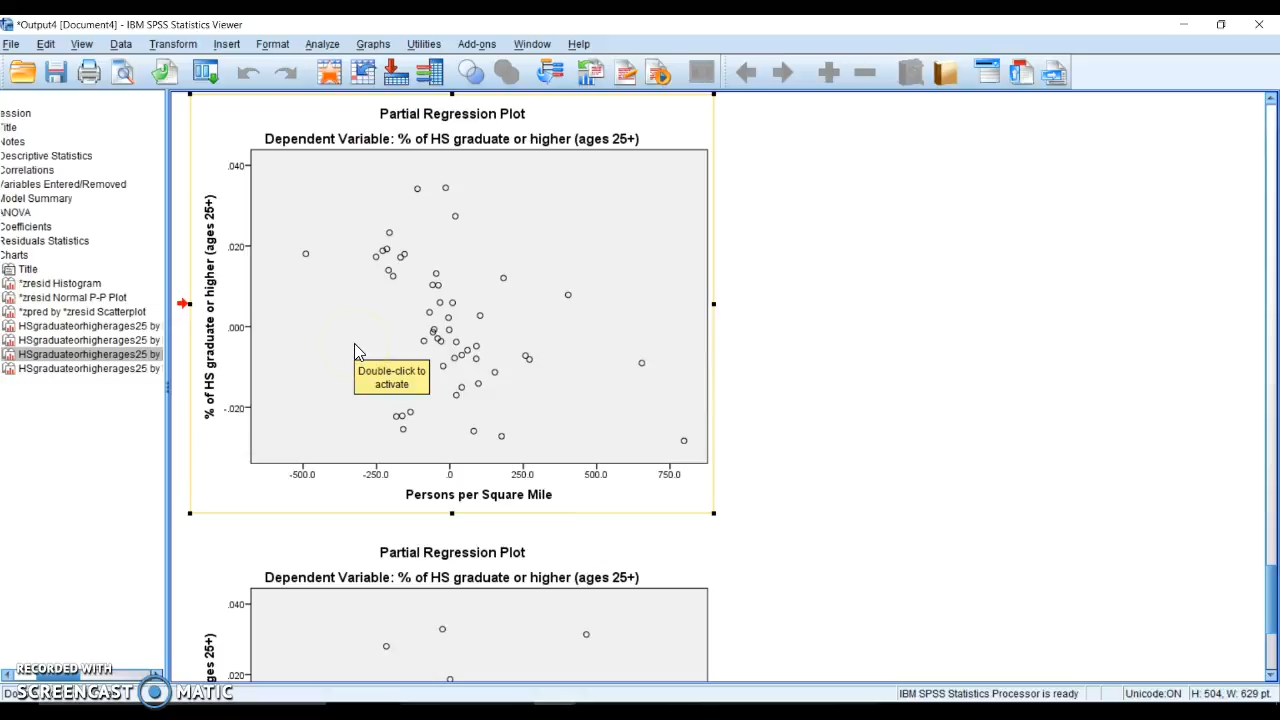 *Output4 [Document4] - IBM SPSS Statistics Viewer
File Edit View Data Transform Insert Format Analyze Graphs Utilities Add-ons Window Help
ession
Title
Notes
Descriptive Statistics
Correlations
Variables Entered/Removed
Model Summary
ANOVA
Coefficients
Residuals Statistics
Charts
Title
*zresid Histogram
*zresid Normal P-P Plot
*zpred by *zresid Scatterplot
HSgraduateorhigherages25 by
HSgraduateorhigherages25 by
HSgraduateorhigherages25 by
HSgraduateorhigherages25 by
Partial Regression Plot
Dependent Variable: % of HS graduate or higher (ages 25+)
% of HS graduate or higher (ages 25+)
.040
.020
.000
-.020
-500.0 -250.0 .0 250.0 500.0 750.0
Persons per Square Mile
Double-click to
activate
Partial Regression Plot
Dependent Variable: % of HS graduate or higher (ages 25+)
ges 25+)
.040
.020
RECORDED WITH
SCREENCAST MATIC
IBM SPSS Statistics Processor is ready Unicode:ON H: 504, W: 629 pt.